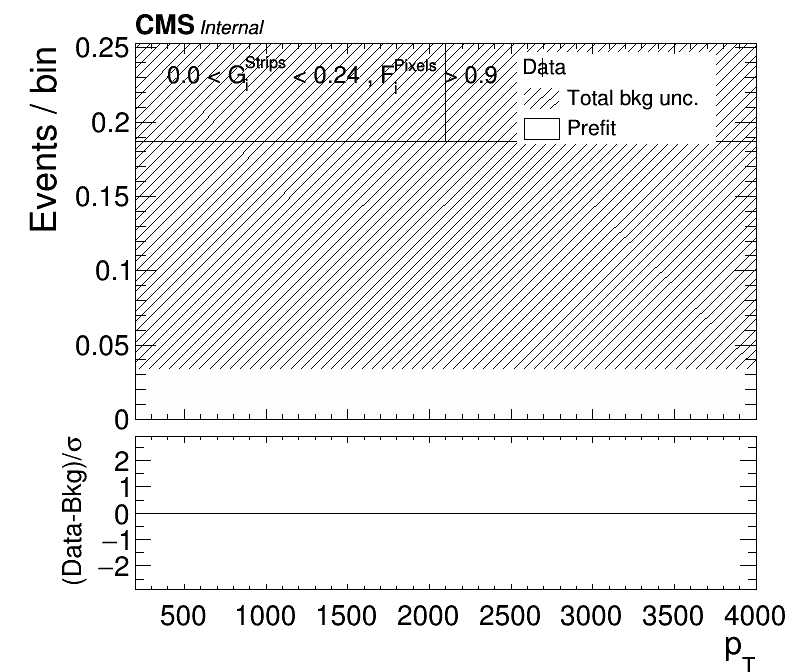 CMS Internal
0.25
0.2
0.15
0.1
0.05
0
Events / bin
0.0 < G_i^Strips < 0.24 , F_i^Pixels > 0.9
Data
Total bkg unc.
Prefit
2
1
0
−1
−2
(Data-Bkg)/σ
500 1000 1500 2000 2500 3000 3500 4000
p_T